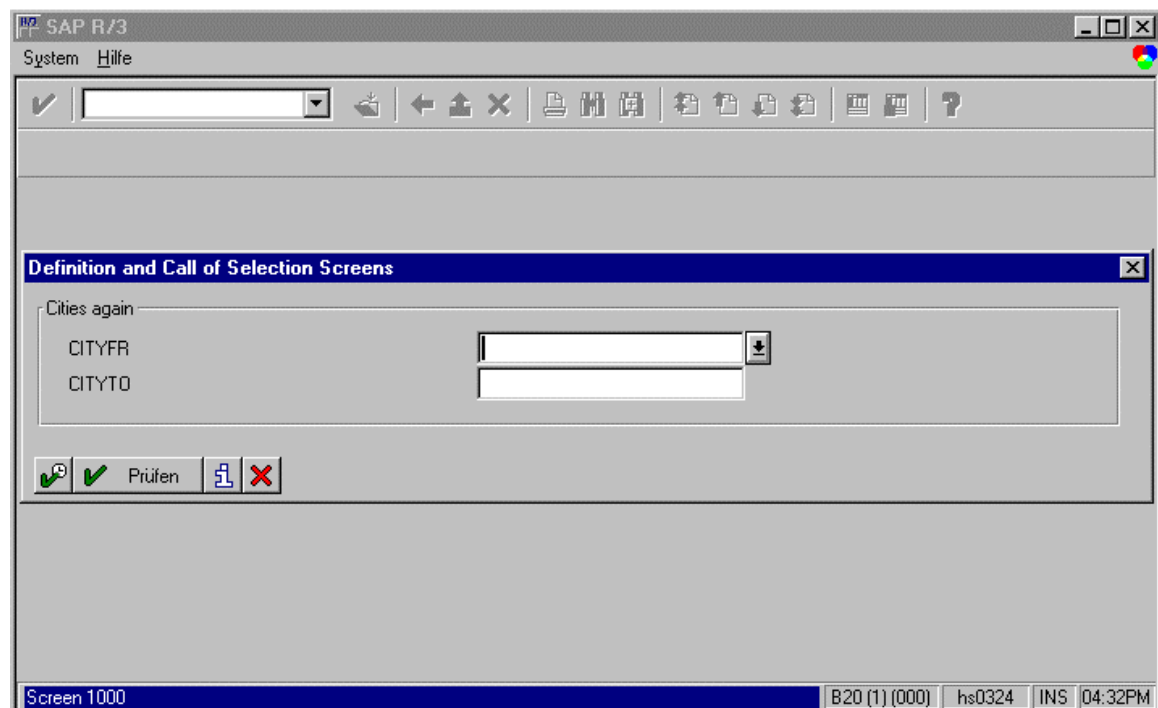 SAP R/3
System Hilfe
Definition and Call of Selection Screens
Cities again
CITYFR
CITYTO
Prüfen
Screen 1000
B20 (1) (000) hs0324 INS 04:32PM